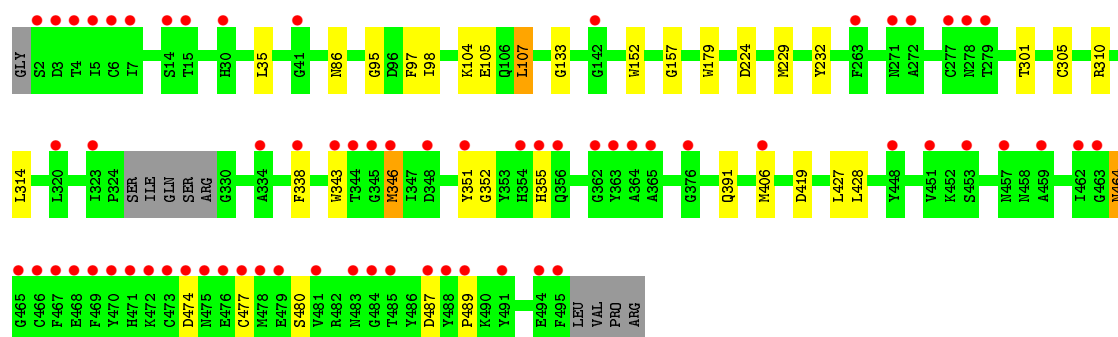 GLY S2 D3 T4 I5 C6 I7 S14 T15 H30 L35 G41 N86 G95 D96 F97 I98 K104 E105 Q106 L107 G133 G142 W152 G157 W179 D224 M229 Y232 F263 N271 A272 C277 N278 T279 T301 C305 R310
L314 L320 I323 P324 SER ILE GLN SER ARG G330 A334 F338 W343 T344 G345 M346 I347 D348 Y351 G352 Y353 H354 H355 Q356 G362 Y363 A364 A365 G376 Q391 M406 D419 L427 L428 Y448 V451 K452 S453 N457 N458 A459 I462 G463 N464
G465 C466 F467 E468 F469 Y470 H471 K472 C473 D474 N475 E476 C477 M478 E479 S480 V481 R482 N483 G484 T485 Y486 D487 Y488 P489 K490 Y491 E494 F495 LEU VAL PRO ARG